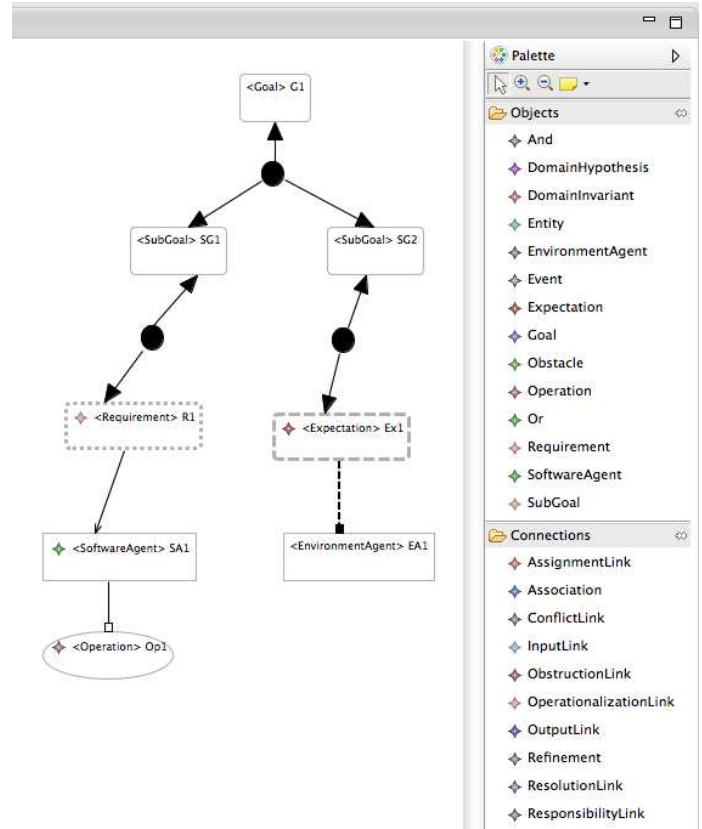 <Goal> G1
<SubGoal> SG1
<SubGoal> SG2
<Requirement> R1
<Expectation> Ex1
<SoftwareAgent> SA1
<EnvironmentAgent> EA1
<Operation> Op1
Palette
Objects
And
DomainHypothesis
DomainInvariant
Entity
EnvironmentAgent
Event
Expectation
Goal
Obstacle
Operation
Or
Requirement
SoftwareAgent
SubGoal
Connections
AssignmentLink
Association
ConflictLink
InputLink
ObstructionLink
OperationalizationLink
OutputLink
Refinement
ResolutionLink
ResponsibilityLink